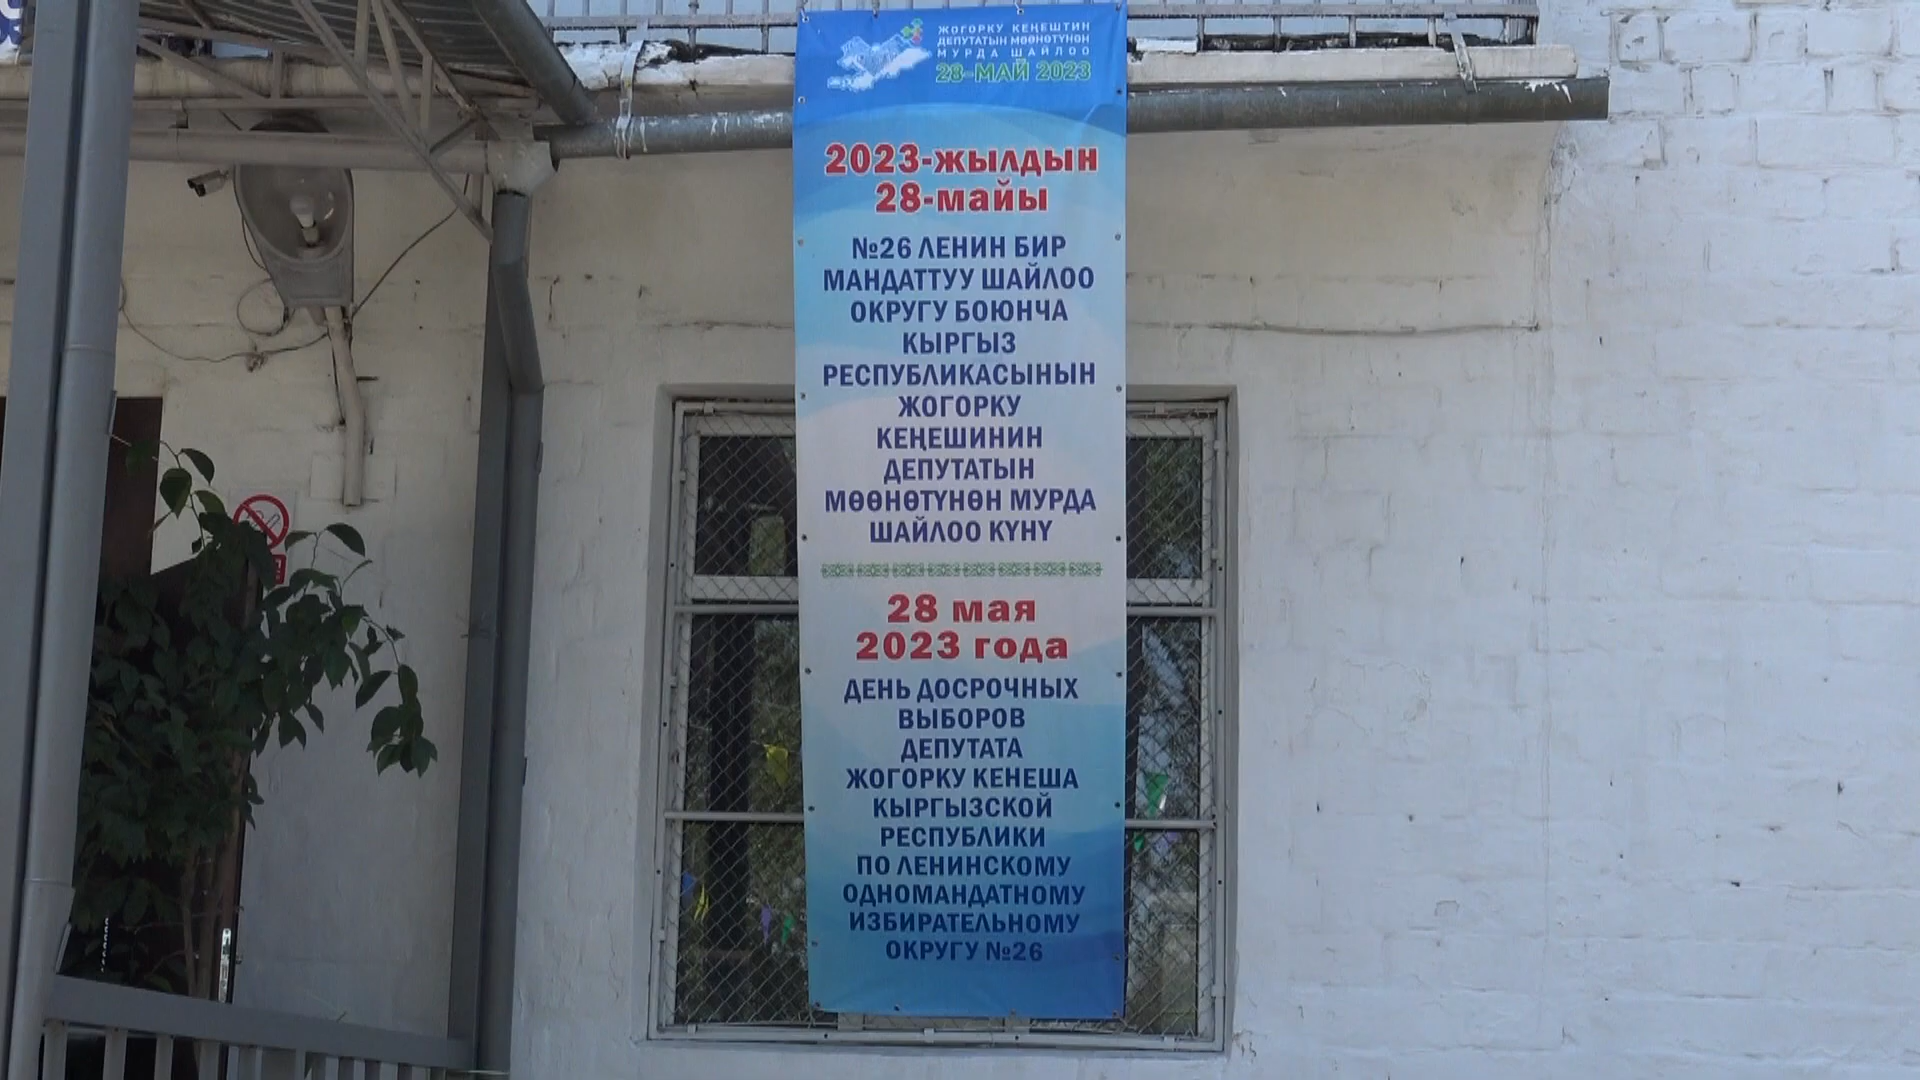 ЖОГОРКУ КЕҢЕШТИН
ДЕПУТАТЫН МӨӨНӨТҮНӨН
МУРДА ШАЙЛОО
28-МАЙ 2023
2023-жылдын
28-майы
№26 ЛЕНИН БИР
МАНДАТТУУ ШАЙЛОО
ОКРУГУ БОЮНЧА
КЫРГЫЗ
РЕСПУБЛИКАСЫНЫН
ЖОГОРКУ
КЕҢЕШИНИН
ДЕПУТАТЫН
МӨӨНӨТҮНӨН МУРДА
ШАЙЛОО КҮНҮ
28 мая
2023 года
ДЕНЬ ДОСРОЧНЫХ
ВЫБОРОВ
ДЕПУТАТА
ЖОГОРКУ КЕНЕША
КЫРГЫЗСКОЙ
РЕСПУБЛИКИ
ПО ЛЕНИНСКОМУ
ОДНОМАНДАТНОМУ
ИЗБИРАТЕЛЬНОМУ
ОКРУГУ №26